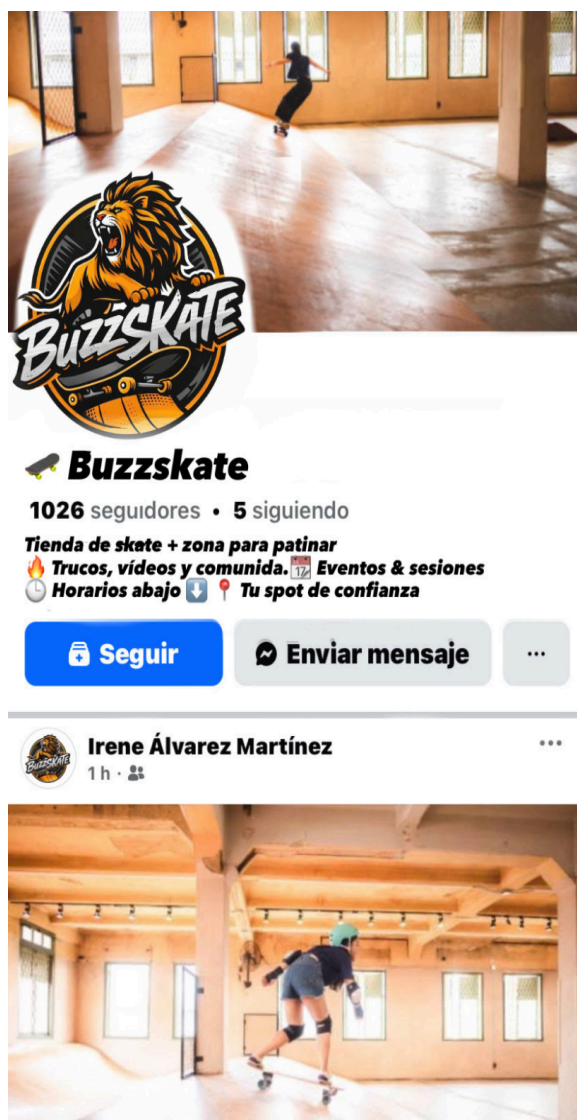 BUZZSKATE
🛹 Buzzskate
1026 seguidores • 5 siguiendo
Tienda de skate + zona para patinar
🔥 Trucos, vídeos y comunida.📅 Eventos & sesiones
🕒 Horarios abajo ⬇️ 📍 Tu spot de confianza
Seguir
Enviar mensaje
...
BUZZSKATE
Irene Álvarez Martínez
1 h ·